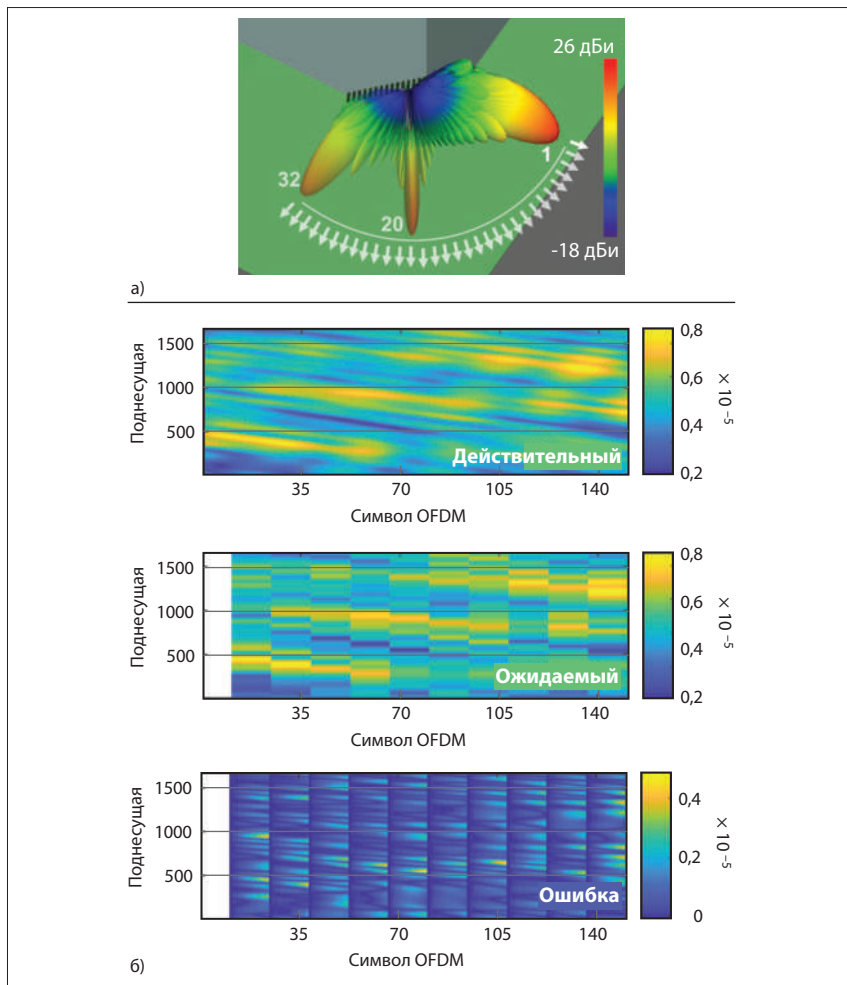 26 дБи
1
32
20
-18 дБи
а)
Поднесущая
1500
1000
500
Действительный
35 70 105 140
Символ OFDM
0,8
0,6
0,4
0,2
× 10 ⁻⁵
Поднесущая
1500
1000
500
Ожидаемый
35 70 105 140
Символ OFDM
0,8
0,6
0,4
0,2
× 10 ⁻⁵
Поднесущая
1500
1000
500
Ошибка
35 70 105 140
Символ OFDM
0,4
0,2
0
× 10 ⁻⁵
б)